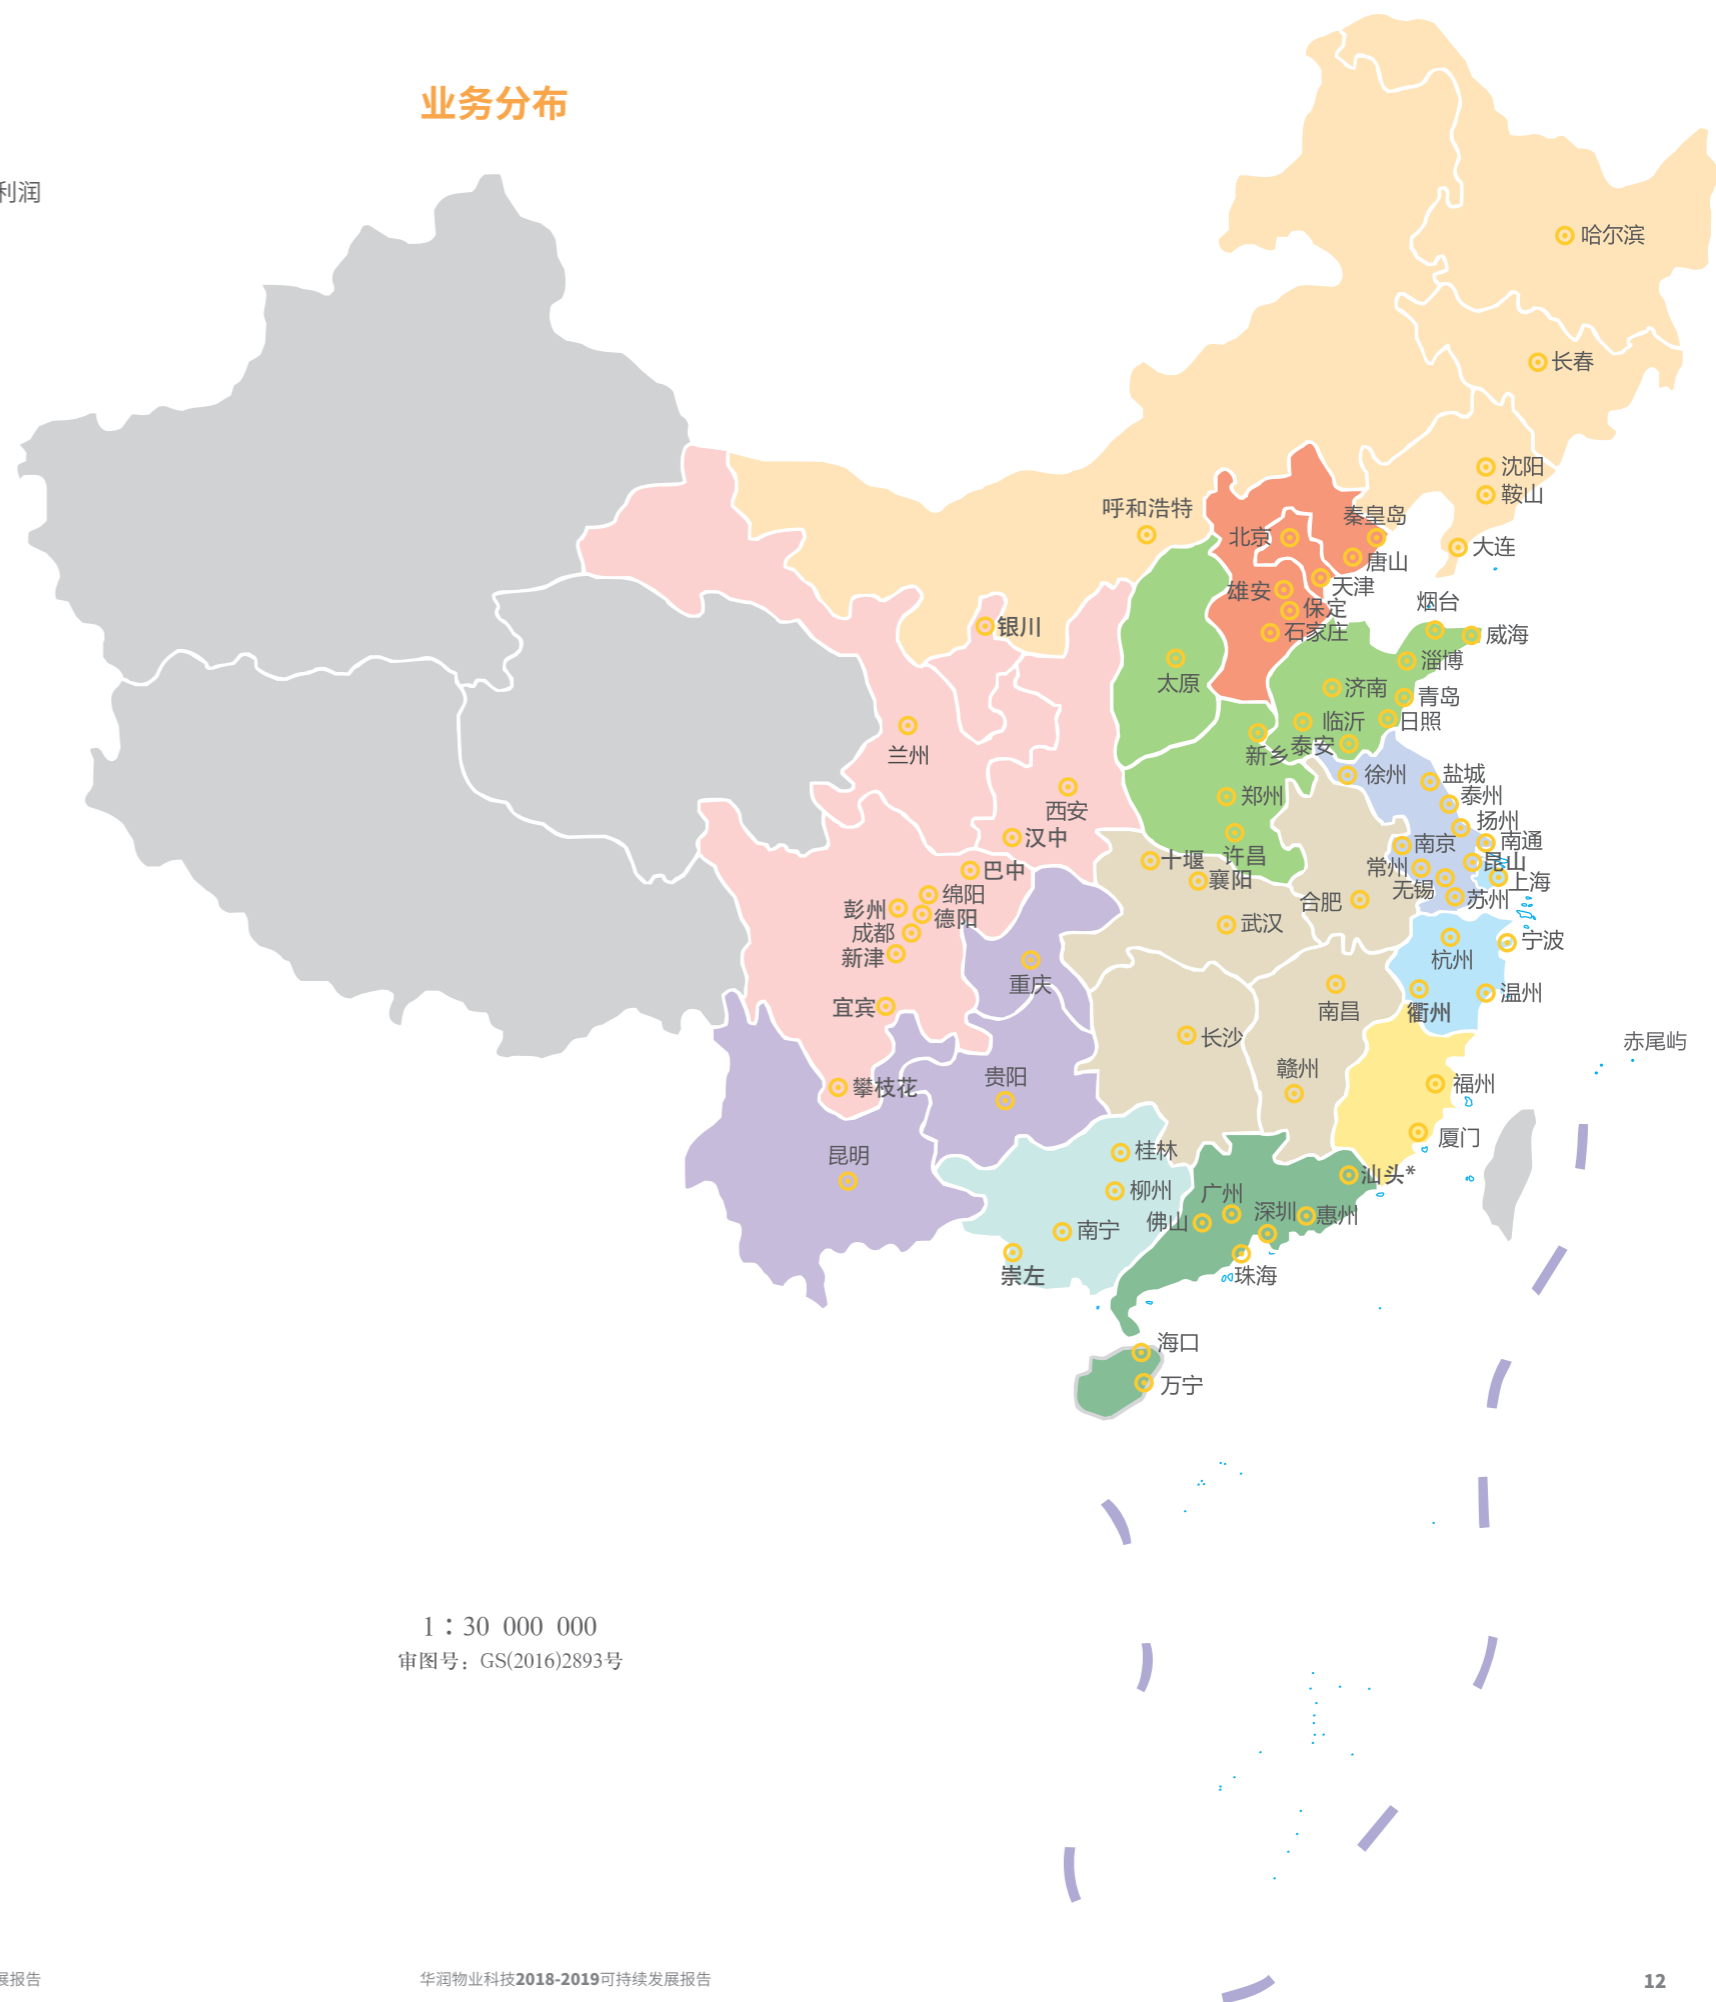 业务分布
利润
哈尔滨
长春
沈阳
鞍山
大连
呼和浩特
秦皇岛
北京
唐山
天津
雄安
保定
石家庄
烟台
威海
银川
淄博
太原
济南
青岛
临沂
日照
兰州
新乡
泰安
徐州
盐城
郑州
泰州
西安
扬州
汉中
南京
南通
许昌
十堰
昆山
巴中
常州
襄阳
上海
无锡
绵阳
苏州
合肥
彭州
德阳
武汉
成都
宁波
新津
杭州
重庆
温州
宜宾
南昌
衢州
长沙
赤尾屿
赣州
贵阳
福州
攀枝花
厦门
桂林
昆明
汕头*
柳州
广州
深圳
惠州
佛山
南宁
崇左
珠海
海口
万宁
1：30 000 000
审图号：GS(2016)2893号
展报告
华润物业科技2018-2019可持续发展报告
12